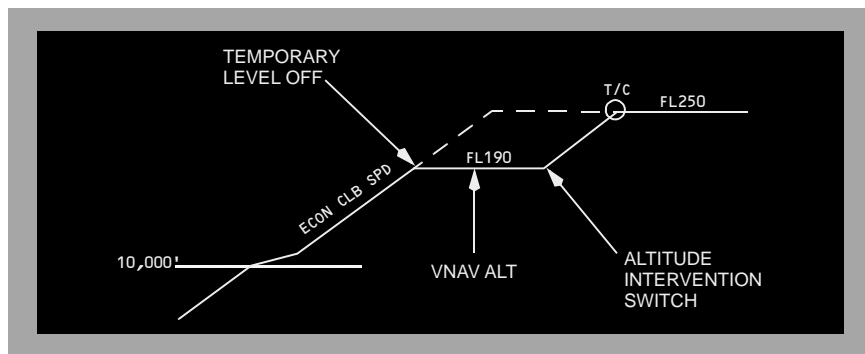 TEMPORARY
LEVEL OFF
T/C
FL250
FL190
ECON CLB SPD
10,000'
VNAV ALT
ALTITUDE
INTERVENTION
SWITCH